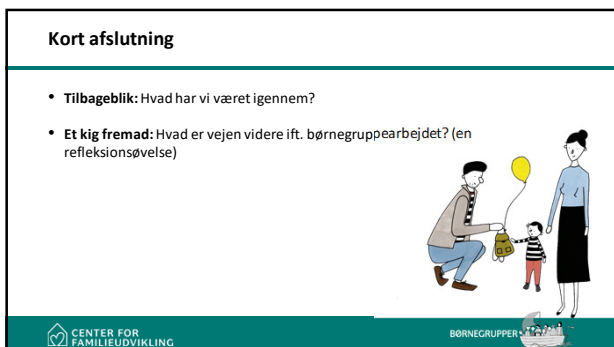 Kort afslutning
• Tilbageblik: Hvad har vi været igennem?
• Et kig fremad: Hvad er vejen videre ift. børnegruppearbejdet? (en
refleksionsøvelse)
CENTER FOR
FAMILIEUDVIKLING
BØRNEGRUPPER